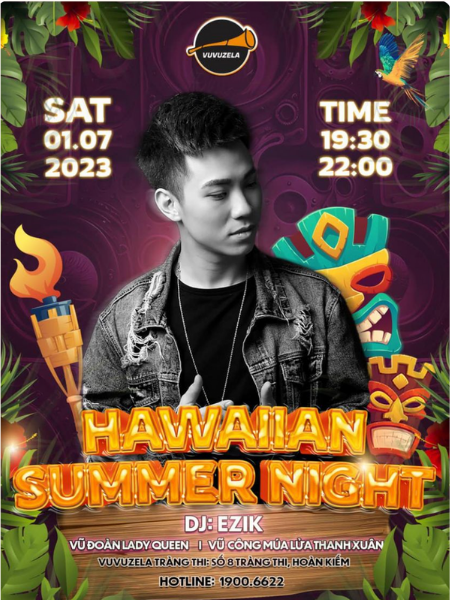 VUVUZELA
SAT
01.07
2023
TIME
19:30
22:00
HAWAIIAN
SUMMER NIGHT
DJ: EZIK
VŨ ĐOÀN LADY QUEEN | VŨ CÔNG MÚA LỬA THANH XUÂN
VUVUZELA TRÀNG THI: SỐ 8 TRÀNG THI, HOÀN KIẾM
HOTLINE: 1900.6622